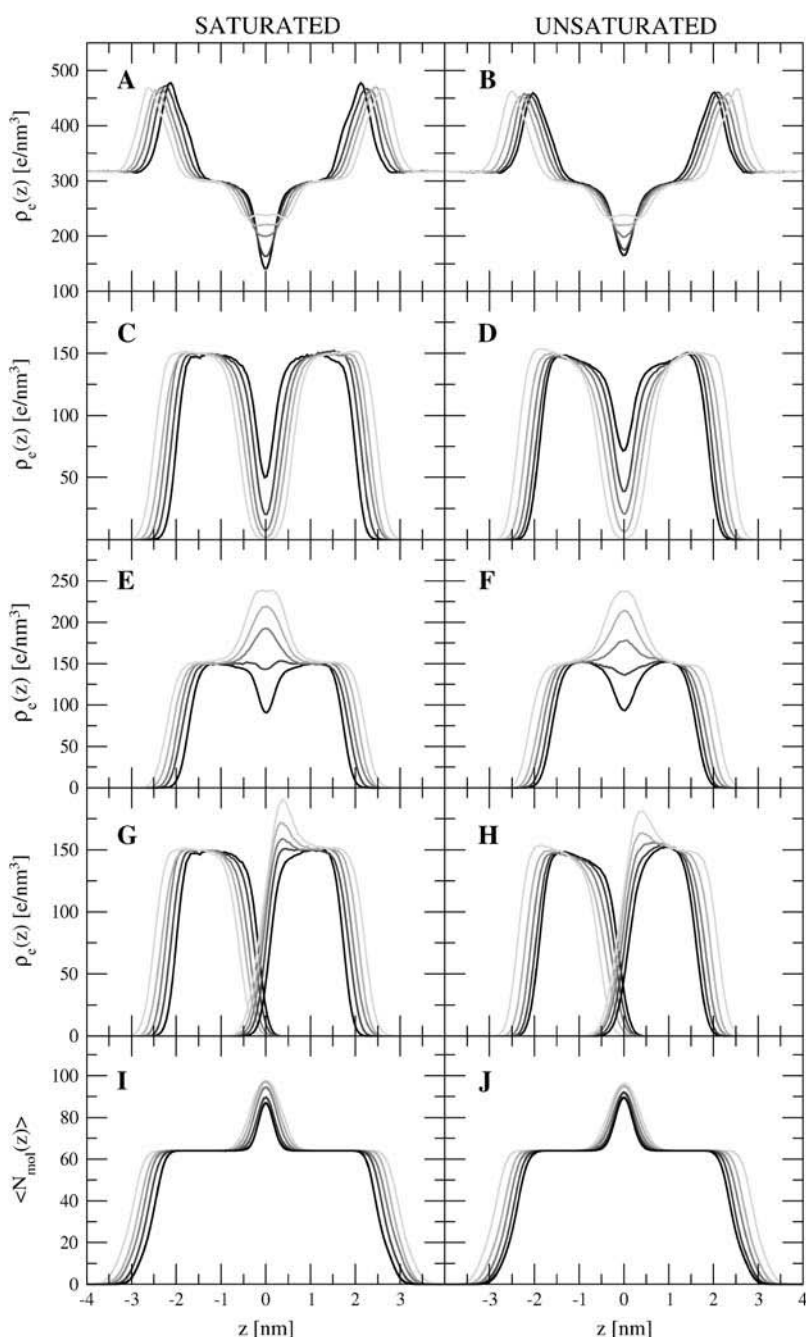 SATURATED UNSATURATED
500
A B
400
ρe(z) [e/nm³]
300
200
100
C D
150
ρe(z) [e/nm³]
100
50
E F
250
200
ρe(z) [e/nm³]
150
100
50
0
G H
150
ρe(z) [e/nm³]
100
50
0
I J
100
80
<Nmol(z)>
60
40
20
0
-4 -3 -2 -1 0 1 2 3 -3 -2 -1 0 1 2 3 4
z [nm] z [nm]